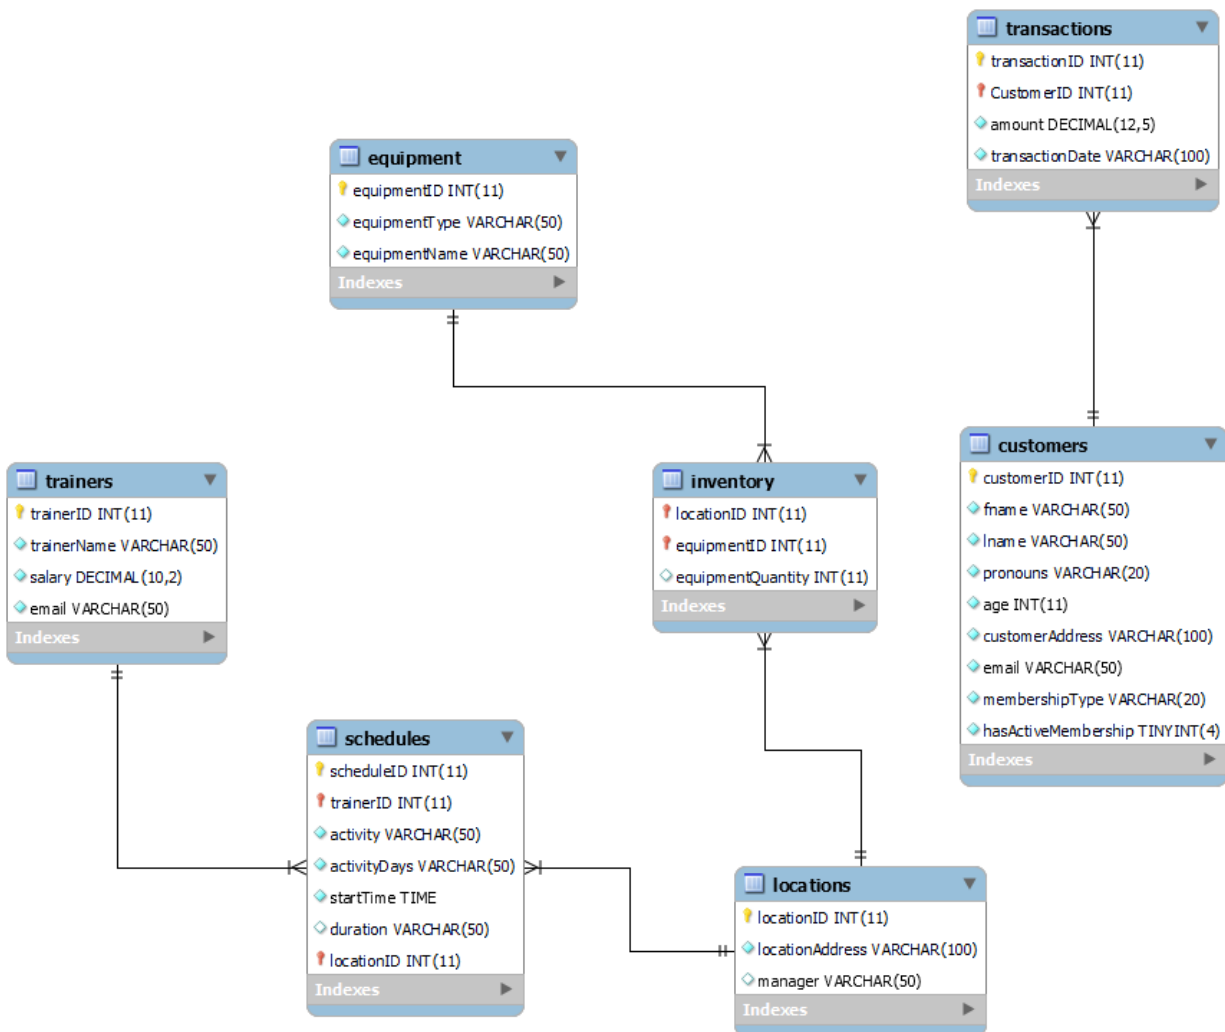 transactions
transactionID INT(11)
CustomerID INT(11)
amount DECIMAL(12,5)
transactionDate VARCHAR(100)
Indexes
equipment
equipmentID INT(11)
equipmentType VARCHAR(50)
equipmentName VARCHAR(50)
Indexes
trainers
trainerID INT(11)
trainerName VARCHAR(50)
salary DECIMAL(10,2)
email VARCHAR(50)
Indexes
inventory
locationID INT(11)
equipmentID INT(11)
equipmentQuantity INT(11)
Indexes
customers
customerID INT(11)
fname VARCHAR(50)
lname VARCHAR(50)
pronouns VARCHAR(20)
age INT(11)
customerAddress VARCHAR(100)
email VARCHAR(50)
membershipType VARCHAR(20)
hasActiveMembership TINYINT(4)
Indexes
schedules
scheduleID INT(11)
trainerID INT(11)
activity VARCHAR(50)
activityDays VARCHAR(50)
startTime TIME
duration VARCHAR(50)
locationID INT(11)
Indexes
locations
locationID INT(11)
locationAddress VARCHAR(100)
manager VARCHAR(50)
Indexes